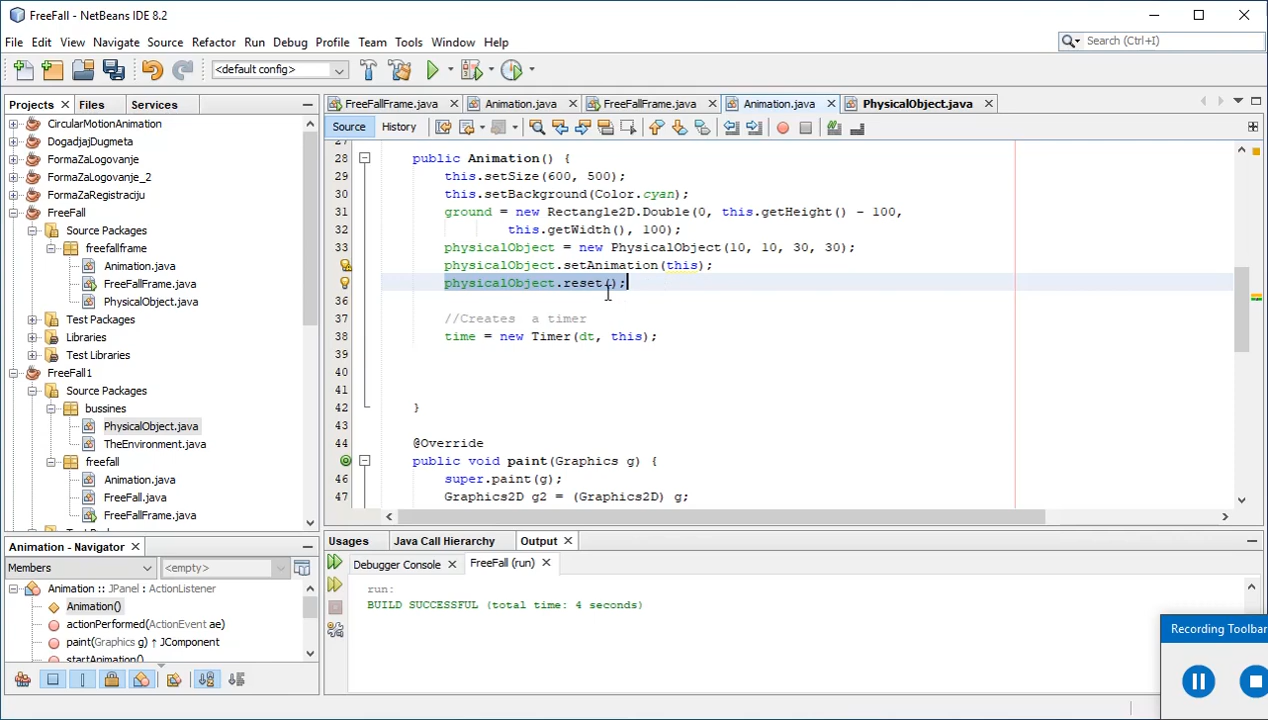 FreeFall - NetBeans IDE 8.2
File Edit View Navigate Source Refactor Run Debug Profile Team Tools Window Help
Search (Ctrl+I)
<default config>
Projects Files Services
FreeFallFrame.java Animation.java FreeFallFrame.java Animation.java PhysicalObject.java
Source History
CircularMotionAnimation
DogadjajDugmeta
FormaZaLogovanje
FormaZaLogovanje_2
FormaZaRegistraciju
FreeFall
Source Packages
freefallframe
Animation.java
FreeFallFrame.java
PhysicalObject.java
Test Packages
Libraries
Test Libraries
FreeFall1
Source Packages
bussines
PhysicalObject.java
TheEnvironment.java
freefall
Animation.java
FreeFall.java
FreeFallFrame.java
27
28 public Animation() {
29 this.setSize(600, 500);
30 this.setBackground(Color.cyan);
31 ground = new Rectangle2D.Double(0, this.getHeight() - 100,
32 this.getWidth(), 100);
33 physicalObject = new PhysicalObject(10, 10, 30, 30);
physicalObject.setAnimation(this);
physicalObject.reset();
36
37 //Creates  a timer
38 time = new Timer(dt, this);
39
40
41
42 }
43
44 @Override
public void paint(Graphics g) {
46 super.paint(g);
47 Graphics2D g2 = (Graphics2D) g;
Animation - Navigator
Members <empty>
Animation :: JPanel : ActionListener
Animation()
actionPerformed(ActionEvent ae)
paint(Graphics g) ↑ JComponent
startAnimation()
Usages Java Call Hierarchy Output
Debugger Console FreeFall (run)
run:
BUILD SUCCESSFUL (total time: 4 seconds)
Recording Toolbar